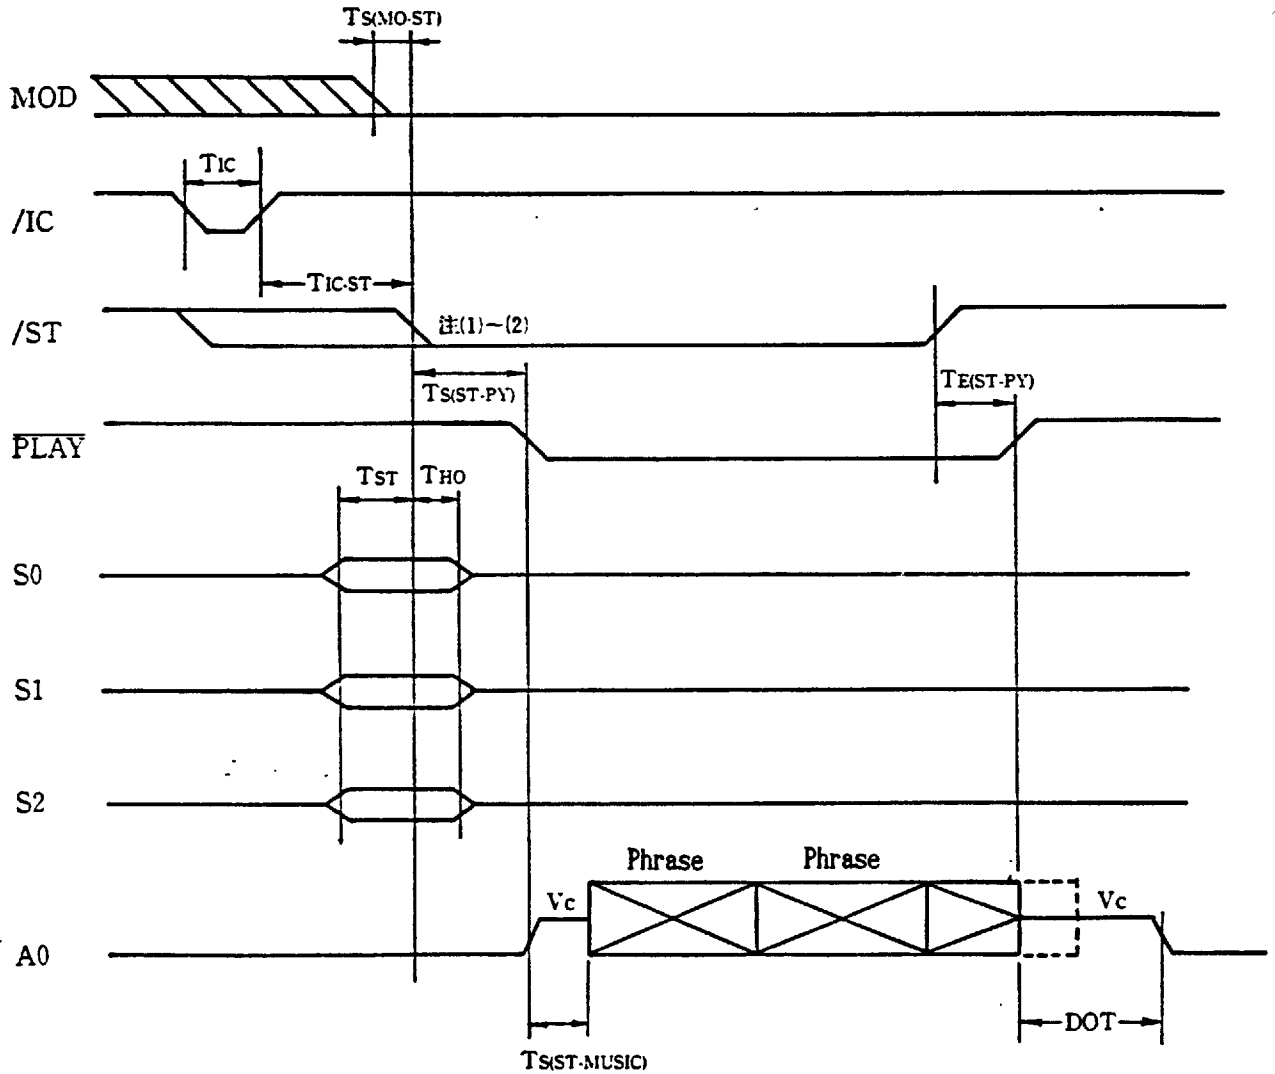 TS(MO-ST)
MOD
TIC
/IC
TIC-ST
/ST
注(1)~(2)
TS(ST-PY)
TE(ST-PY)
PLAY
TST
THO
S0
S1
S2
Phrase
Phrase
Vc
Vc
A0
DOT
TS(ST-MUSIC)